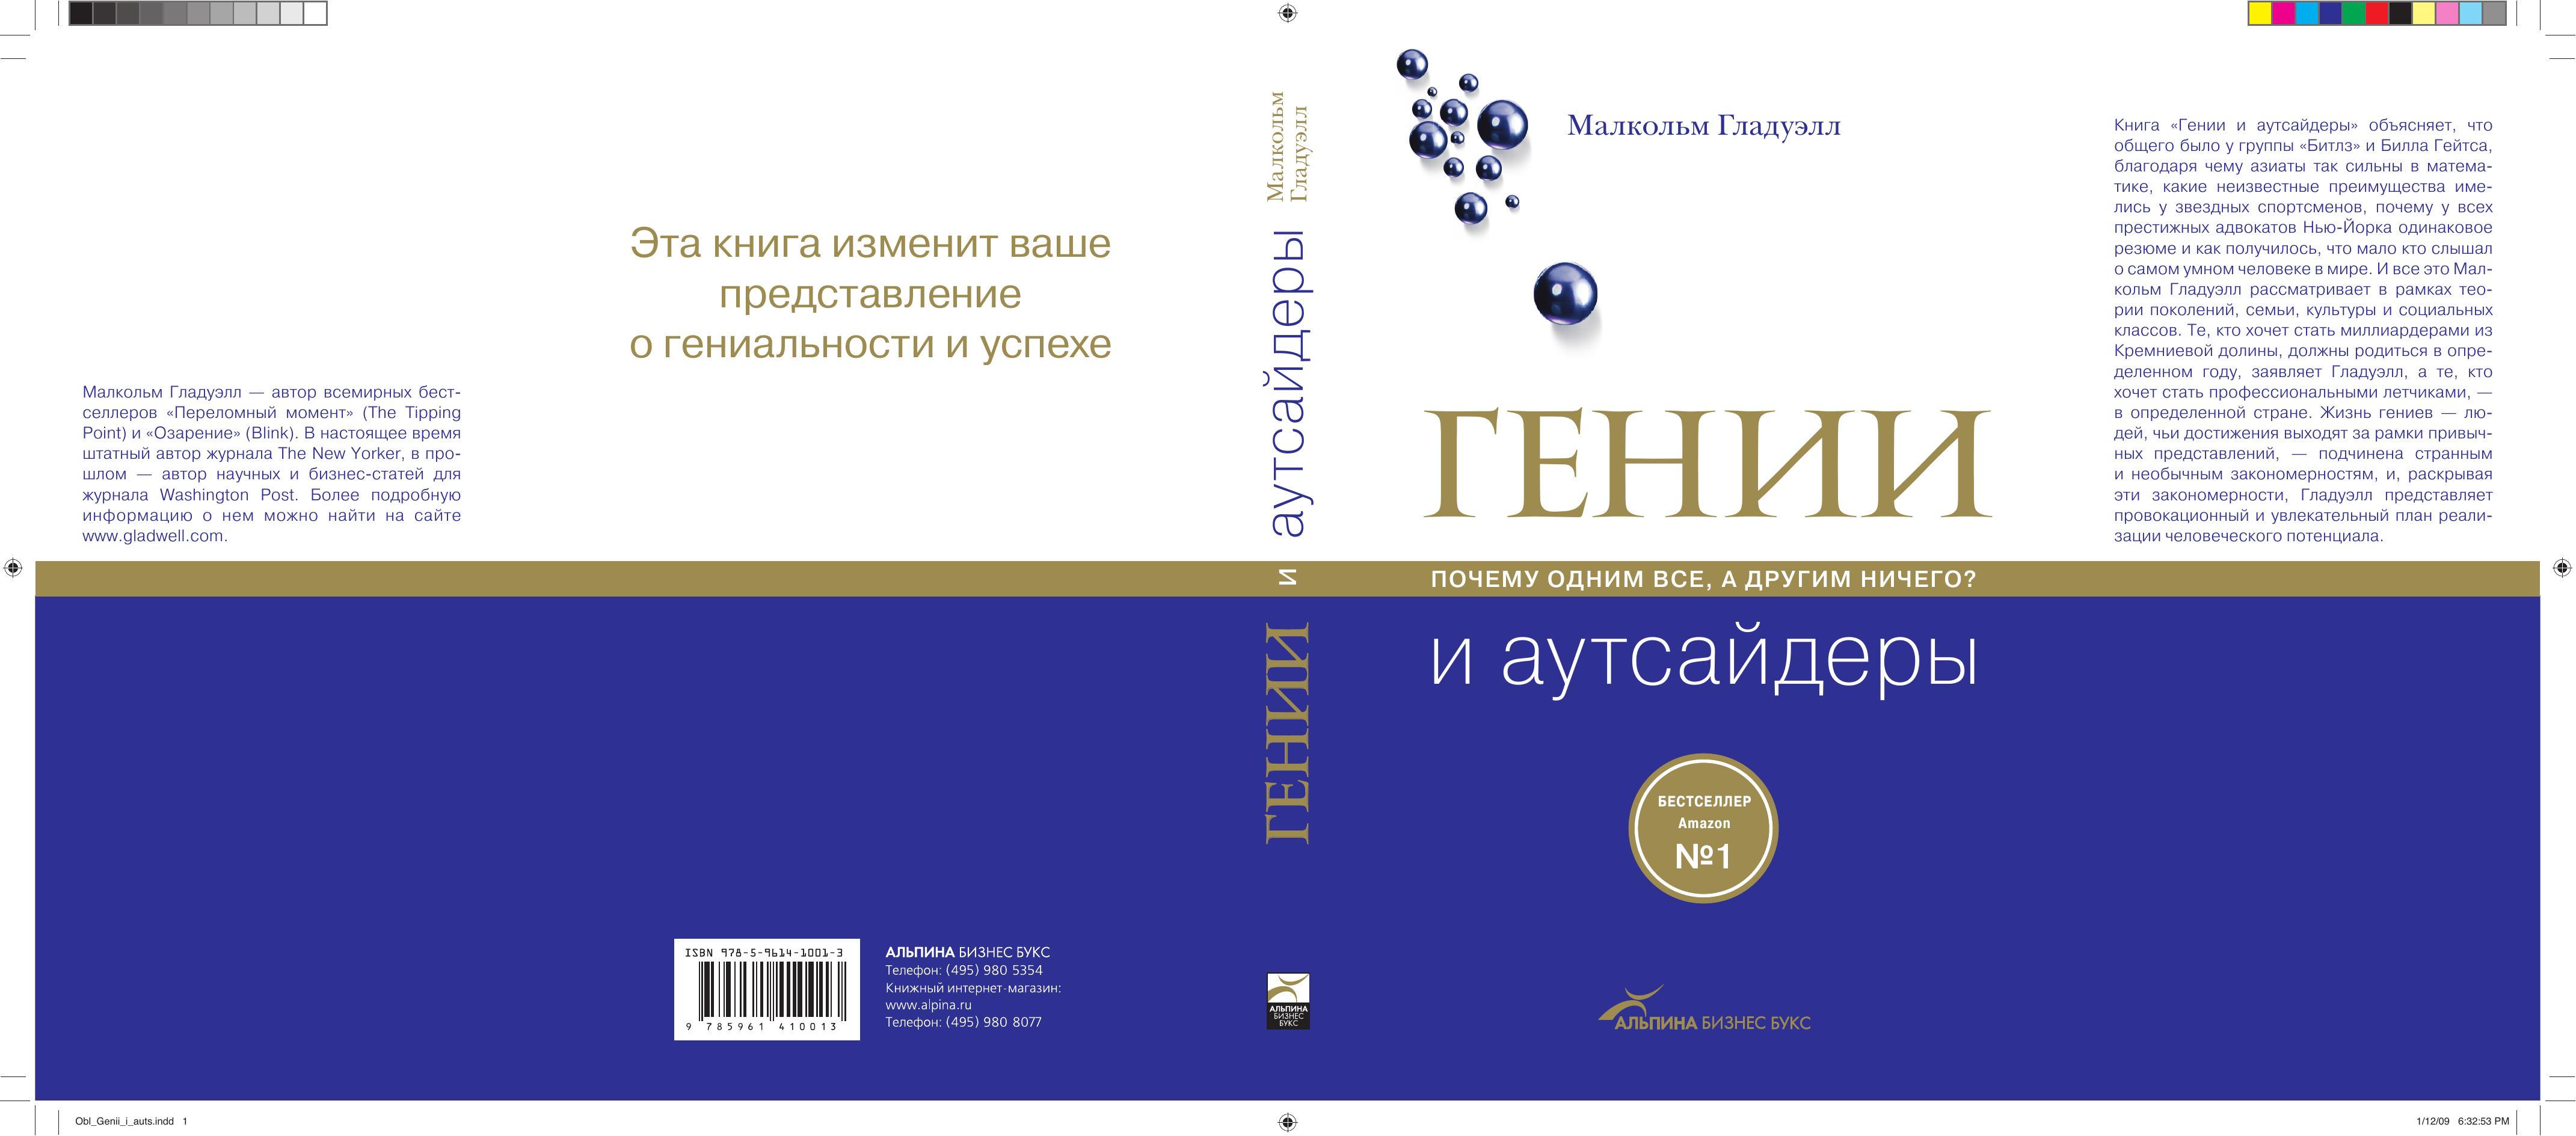 Малкольм Гладуэлл — автор всемирных бест-
селлеров «Переломный момент» (The Tipping
Point) и «Озарение» (Blink). В настоящее время
штатный автор журнала The New Yorker, в про-
шлом — автор научных и бизнес-статей для
журнала Washington Post. Более подробную
информацию о нем можно найти на сайте
www.gladwell.com.
Эта книга изменит ваше
представление
о гениальности и успехе
ISBN 978-5-9614-1001-3
9 785961 410013
АЛЬПИНА БИЗНЕС БУКС
Телефон: (495) 980 5354
Книжный интернет-магазин:
www.alpina.ru
Телефон: (495) 980 8077
Малкольм
Гладуэлл
ГЕНИИ и аутсайдеры
АЛЬПИНА
БИЗНЕС
БУКС
Малкольм Гладуэлл
ГЕНИИ
ПОЧЕМУ ОДНИМ ВСЕ, А ДРУГИМ НИЧЕГО?
и аутсайдеры
БЕСТСЕЛЛЕР
Amazon
№1
АЛЬПИНА БИЗНЕС БУКС
Книга «Гении и аутсайдеры» объясняет, что
общего было у группы «Битлз» и Билла Гейтса,
благодаря чему азиаты так сильны в матема-
тике, какие неизвестные преимущества име-
лись у звездных спортсменов, почему у всех
престижных адвокатов Нью-Йорка одинаковое
резюме и как получилось, что мало кто слышал
о самом умном человеке в мире. И все это Мал-
кольм Гладуэлл рассматривает в рамках тео-
рии поколений, семьи, культуры и социальных
классов. Те, кто хочет стать миллиардерами из
Кремниевой долины, должны родиться в опре-
деленном году, заявляет Гладуэлл, а те, кто
хочет стать профессиональными летчиками, —
в определенной стране. Жизнь гениев — лю-
дей, чьи достижения выходят за рамки привыч-
ных представлений, — подчинена странным
и необычным закономерностям, и, раскрывая
эти закономерности, Гладуэлл представляет
провокационный и увлекательный план реали-
зации человеческого потенциала.
Obl_Genii_i_auts.indd 1
1/12/09 6:32:53 PM